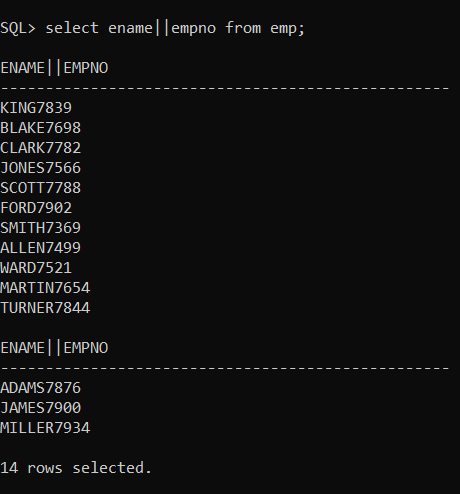 SQL> select ename||empno from emp;
ENAME||EMPNO
--------------------------------------------------
KING7839
BLAKE7698
CLARK7782
JONES7566
SCOTT7788
FORD7902
SMITH7369
ALLEN7499
WARD7521
MARTIN7654
TURNER7844
ENAME||EMPNO
--------------------------------------------------
ADAMS7876
JAMES7900
MILLER7934
14 rows selected.